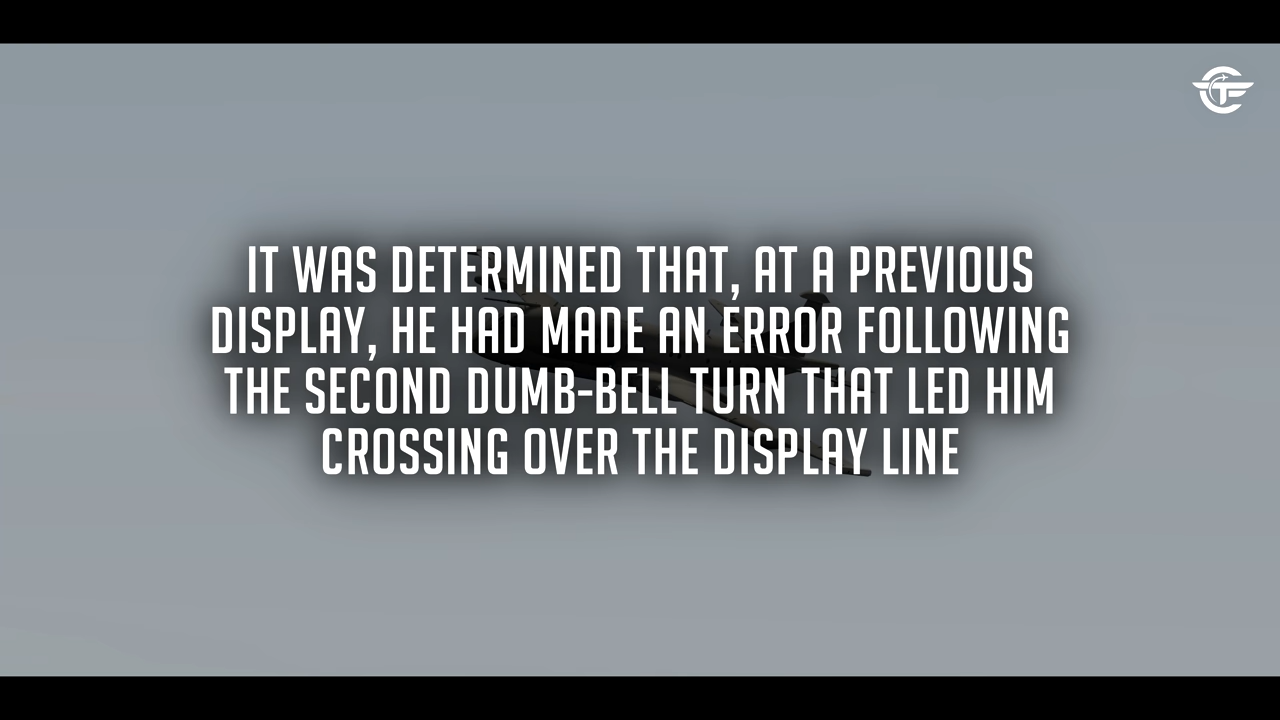 IT WAS DETERMINED THAT, AT A PREVIOUS
DISPLAY, HE HAD MADE AN ERROR FOLLOWING
THE SECOND DUMB-BELL TURN THAT LED HIM
CROSSING OVER THE DISPLAY LINE